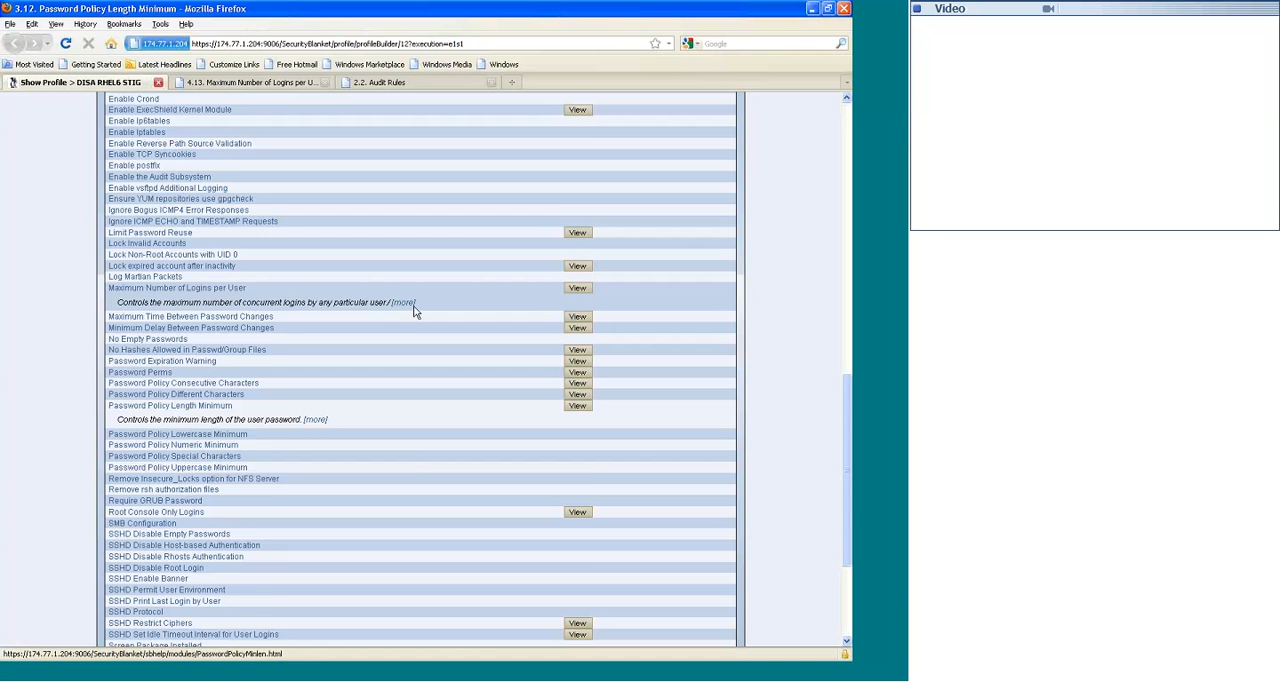 3.12. Password Policy Length Minimum - Mozilla Firefox
Video
File Edit View History Bookmarks Tools Help
174.77.1.204 https://174.77.1.204:9006/SecurityBlanket/profile/profileBuilder/12?execution=e1s1
Google
Most Visited Getting Started Latest Headlines Customize Links Free Hotmail Windows Marketplace Windows Media Windows
Show Profile > DISA RHEL6 STIG 4.13. Maximum Number of Logins per U... 2.2. Audit Rules
Enable Crond
Enable ExecShield Kernel Module View
Enable Ip6tables
Enable Iptables
Enable Reverse Path Source Validation
Enable TCP Syncookies
Enable postfix
Enable the Audit Subsystem
Enable vsftpd Additional Logging
Ensure YUM repositories use gpgcheck
Ignore Bogus ICMP4 Error Responses
Ignore ICMP ECHO and TIMESTAMP Requests
Limit Password Reuse View
Lock Invalid Accounts
Lock Non-Root Accounts with UID 0
Lock expired account after inactivity View
Log Martian Packets
Maximum Number of Logins per User View
Controls the maximum number of concurrent logins by any particular user./ [more]
Maximum Time Between Password Changes View
Minimum Delay Between Password Changes View
No Empty Passwords
No Hashes Allowed in Passwd/Group Files View
Password Expiration Warning View
Password Perms View
Password Policy Consecutive Characters View
Password Policy Different Characters View
Password Policy Length Minimum View
Controls the minimum length of the user password. [more]
Password Policy Lowercase Minimum
Password Policy Numeric Minimum
Password Policy Special Characters
Password Policy Uppercase Minimum
Remove Insecure_Locks option for NFS Server
Remove rsh authorization files
Require GRUB Password
Root Console Only Logins View
SMB Configuration
SSHD Disable Empty Passwords
SSHD Disable Host-based Authentication
SSHD Disable Rhosts Authentication
SSHD Disable Root Login
SSHD Enable Banner
SSHD Permit User Environment
SSHD Print Last Login by User
SSHD Protocol
SSHD Restrict Ciphers View
SSHD Set Idle Timeout Interval for User Logins View
Screen Package Installed
https://174.77.1.204:9006/SecurityBlanket/sbhelp/modules/PasswordPolicyMinlen.html